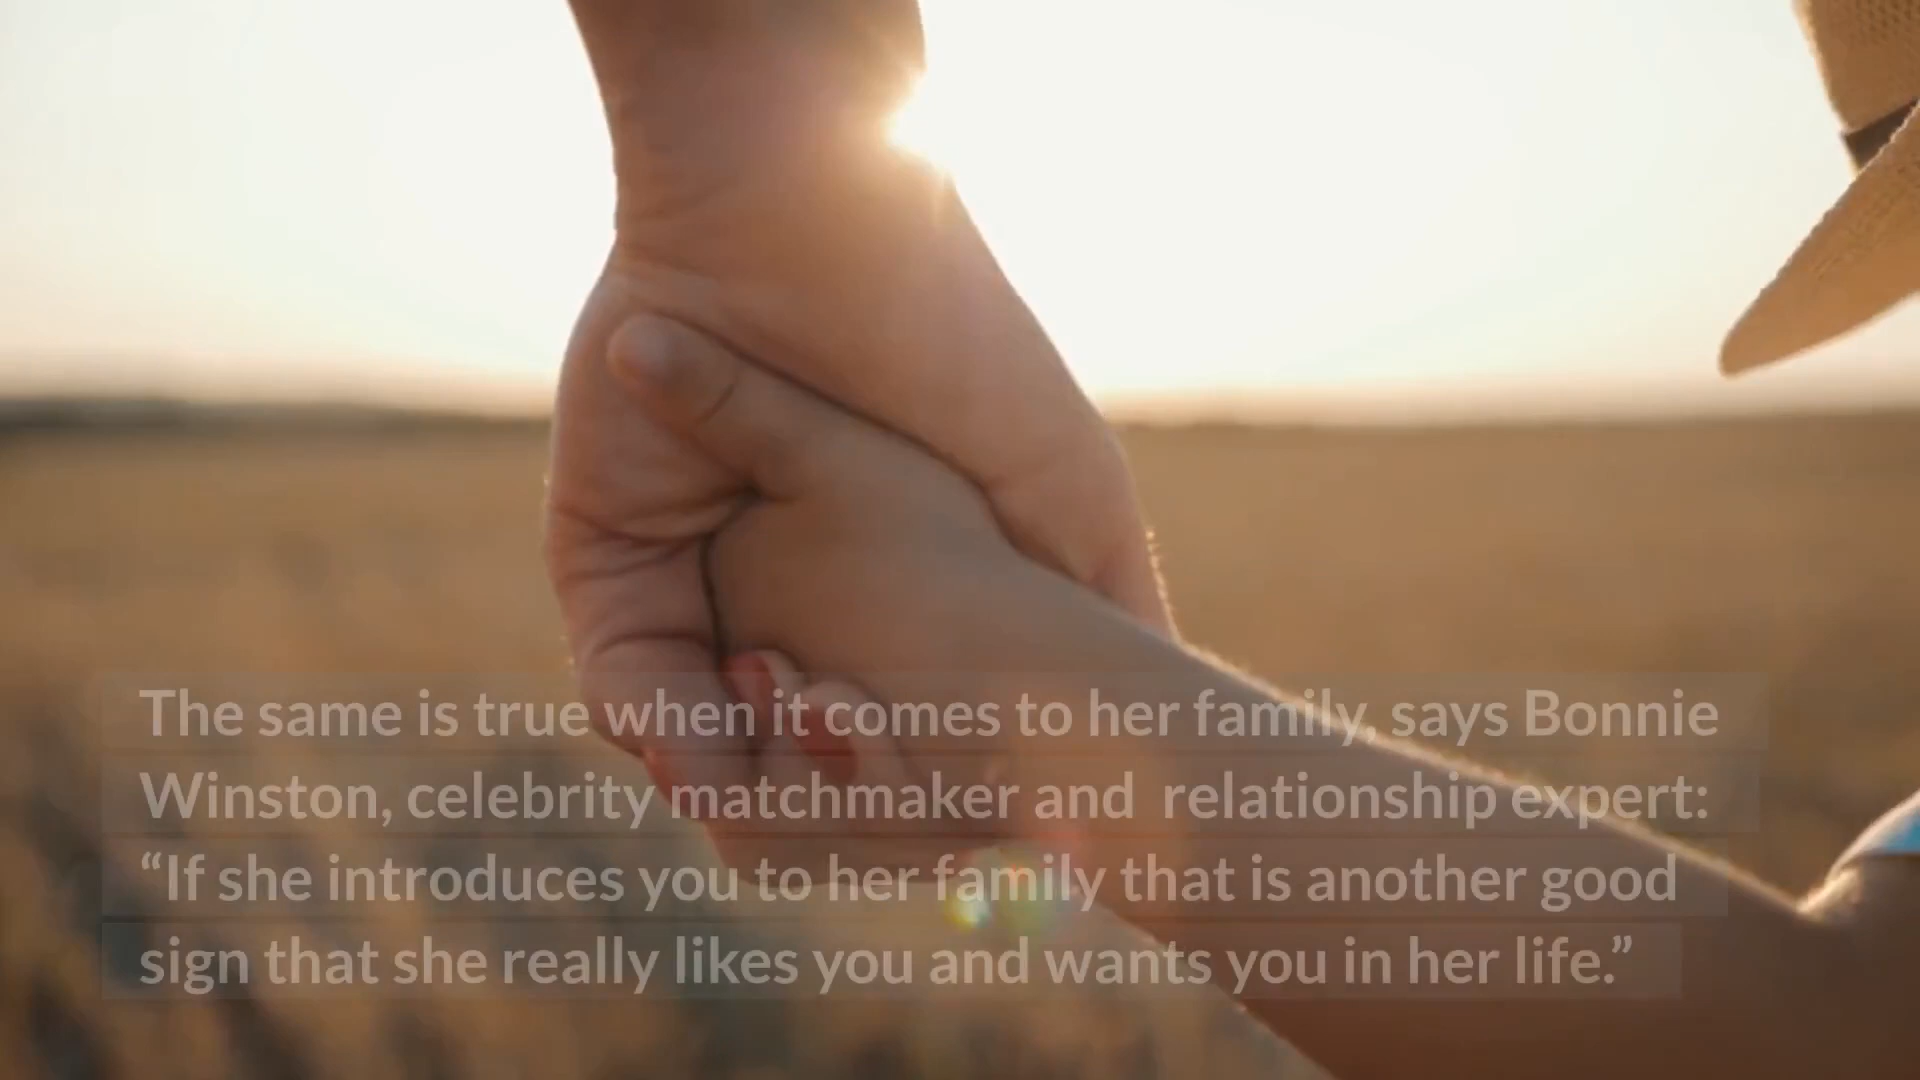 The same is true when it comes to her family, says Bonnie
Winston, celebrity matchmaker and  relationship expert:
“If she introduces you to her family that is another good
sign that she really likes you and wants you in her life.”